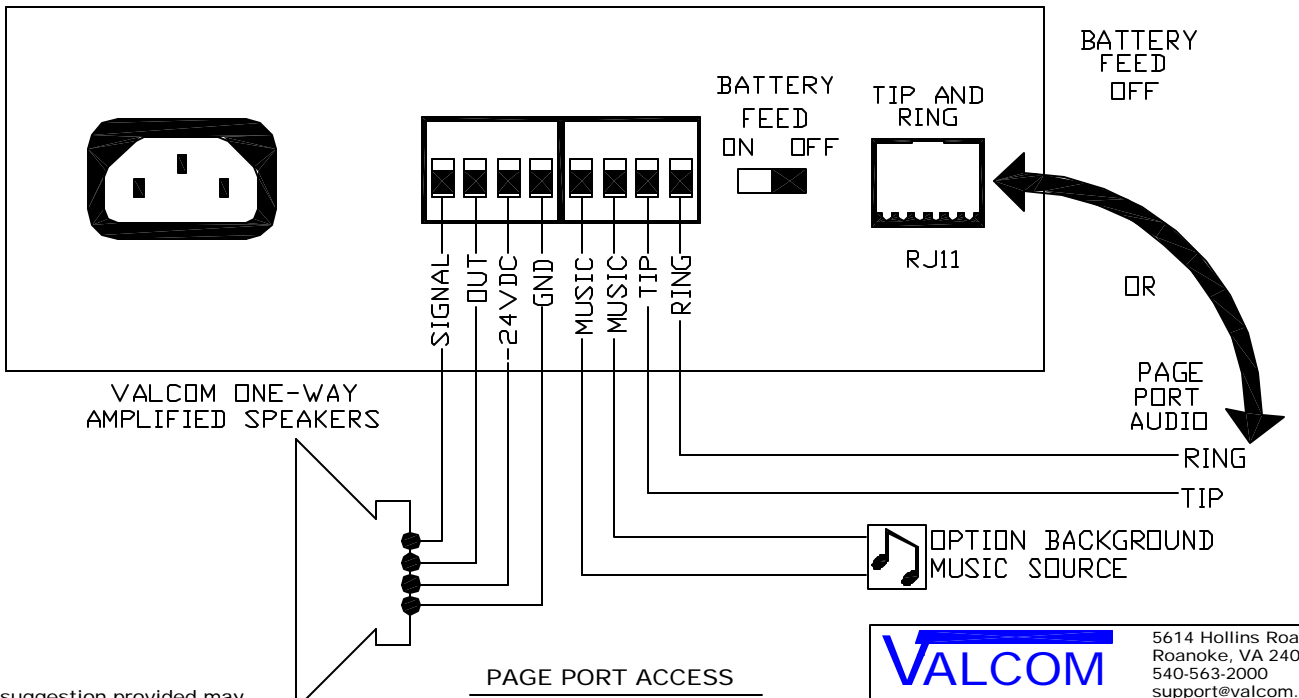 BATTERY
FEED
OFF
BATTERY
FEED
ON OFF
TIP AND
RING
RJ11
OR
SIGNAL
OUT
-24VDC
GND
MUSIC
MUSIC
TIP
RING
VALCOM ONE-WAY
AMPLIFIED SPEAKERS
PAGE
PORT
AUDIO
RING
TIP
OPTION BACKGROUND
MUSIC SOURCE
PAGE PORT ACCESS
suggestion provided may
VALCOM
5614 Hollins Roa
Roanoke, VA 240
540-563-2000
support@valcom.